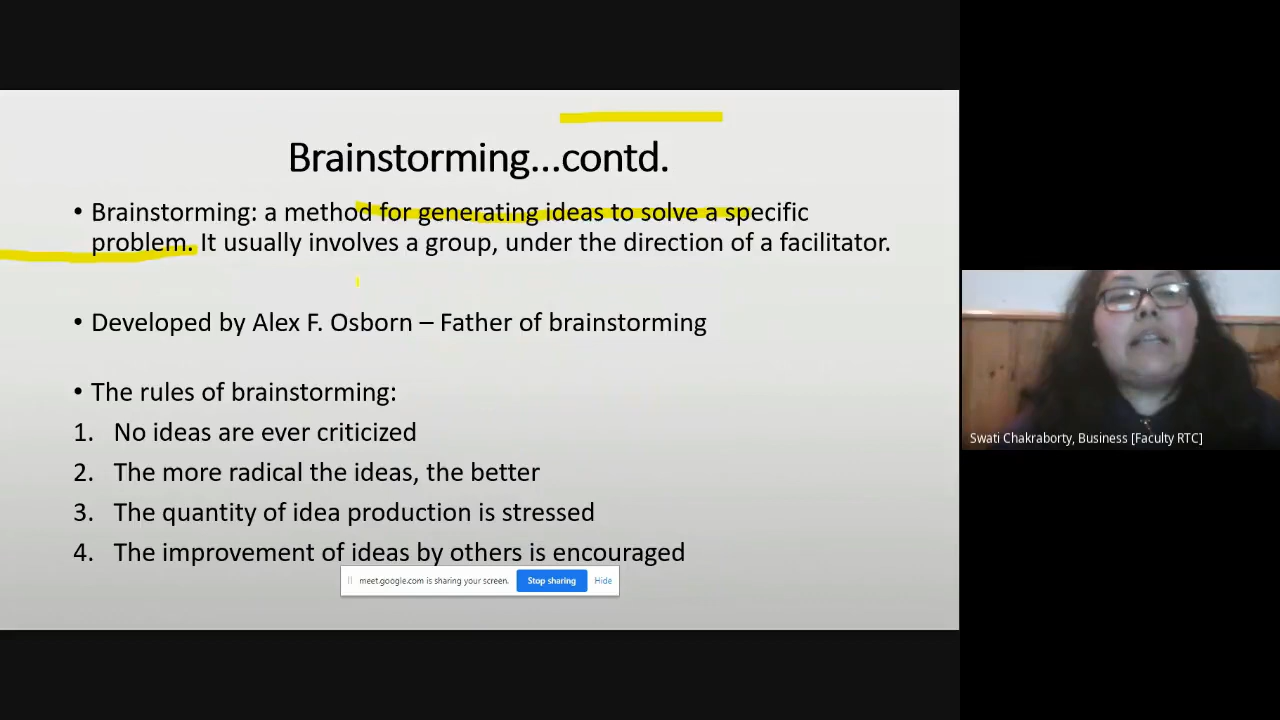 Brainstorming...contd.
• Brainstorming: a method for generating ideas to solve a specific
problem. It usually involves a group, under the direction of a facilitator.
• Developed by Alex F. Osborn – Father of brainstorming
• The rules of brainstorming:
1. No ideas are ever criticized
2. The more radical the ideas, the better
3. The quantity of idea production is stressed
4. The improvement of ideas by others is encouraged
meet.google.com is sharing your screen. Stop sharing Hide
Swati Chakraborty, Business [Faculty RTC]